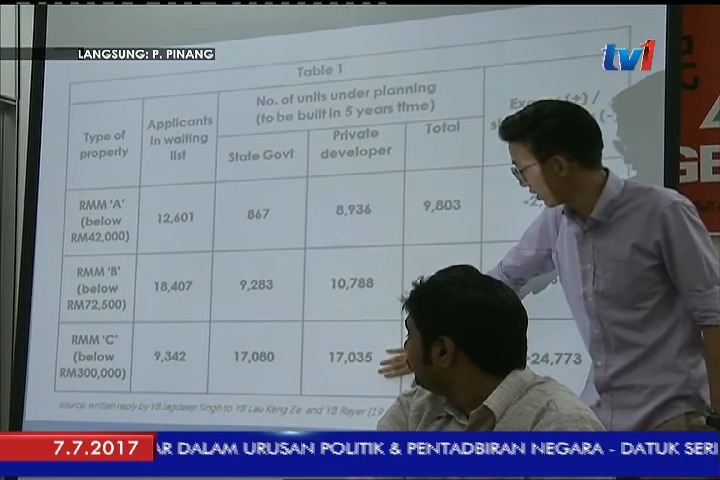 LANGSUNG: P. PINANG
tv1
Table 1
Type of property
Applicants in waiting list
No. of units under planning
(to be built in 5 years time)
State Govt
Private developer
Total
RMM 'A' (below RM42,000)
12,601
867
8,936
9,803
RMM 'B' (below RM72,500)
18,407
9,283
10,788
RMM 'C' (below RM300,000)
9,342
17,080
17,035
24,773
source: written reply by YB Jagdeep Singh to YB Lau Keng Ee and YB Rayer (19
7.7.2017
AR DALAM URUSAN POLITIK & PENTADBIRAN NEGARA - DATUK SERI